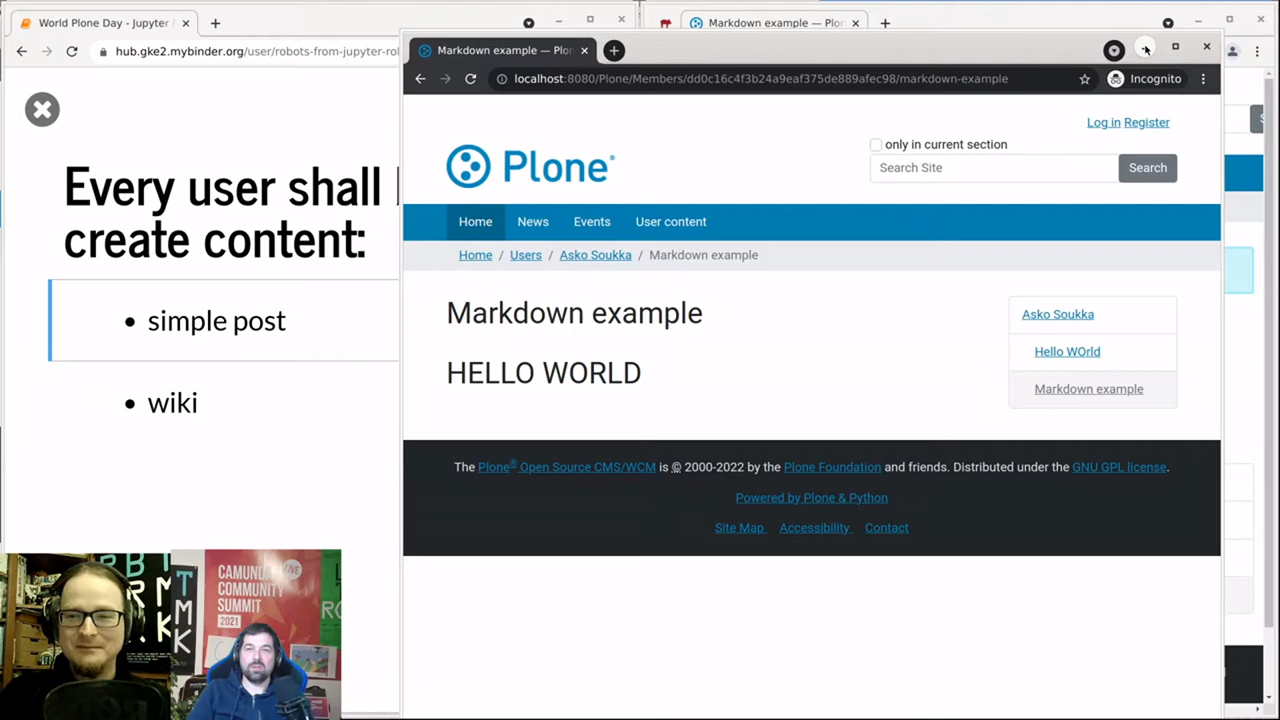 World Plone Day - Jupyter
hub.gke2.mybinder.org/user/robots-from-jupyter-ro
Every user shall
create content:
• simple post
• wiki
Markdown example — Plo
Markdown example — Plo
localhost:8080/Plone/Members/dd0c16c4f3b24a9eaf375de889afec98/markdown-example
Incognito
Log in Register
only in current section
Plone®
Search Site
Search
Home
News
Events
User content
Home / Users / Asko Soukka / Markdown example
Markdown example
HELLO WORLD
Asko Soukka
Hello WOrld
Markdown example
The Plone® Open Source CMS/WCM is © 2000-2022 by the Plone Foundation and friends. Distributed under the GNU GPL license.
Powered by Plone & Python
Site Map Accessibility Contact
CAMUNDA
COMMUNITY
SUMMIT
2021
LIVE
TMK